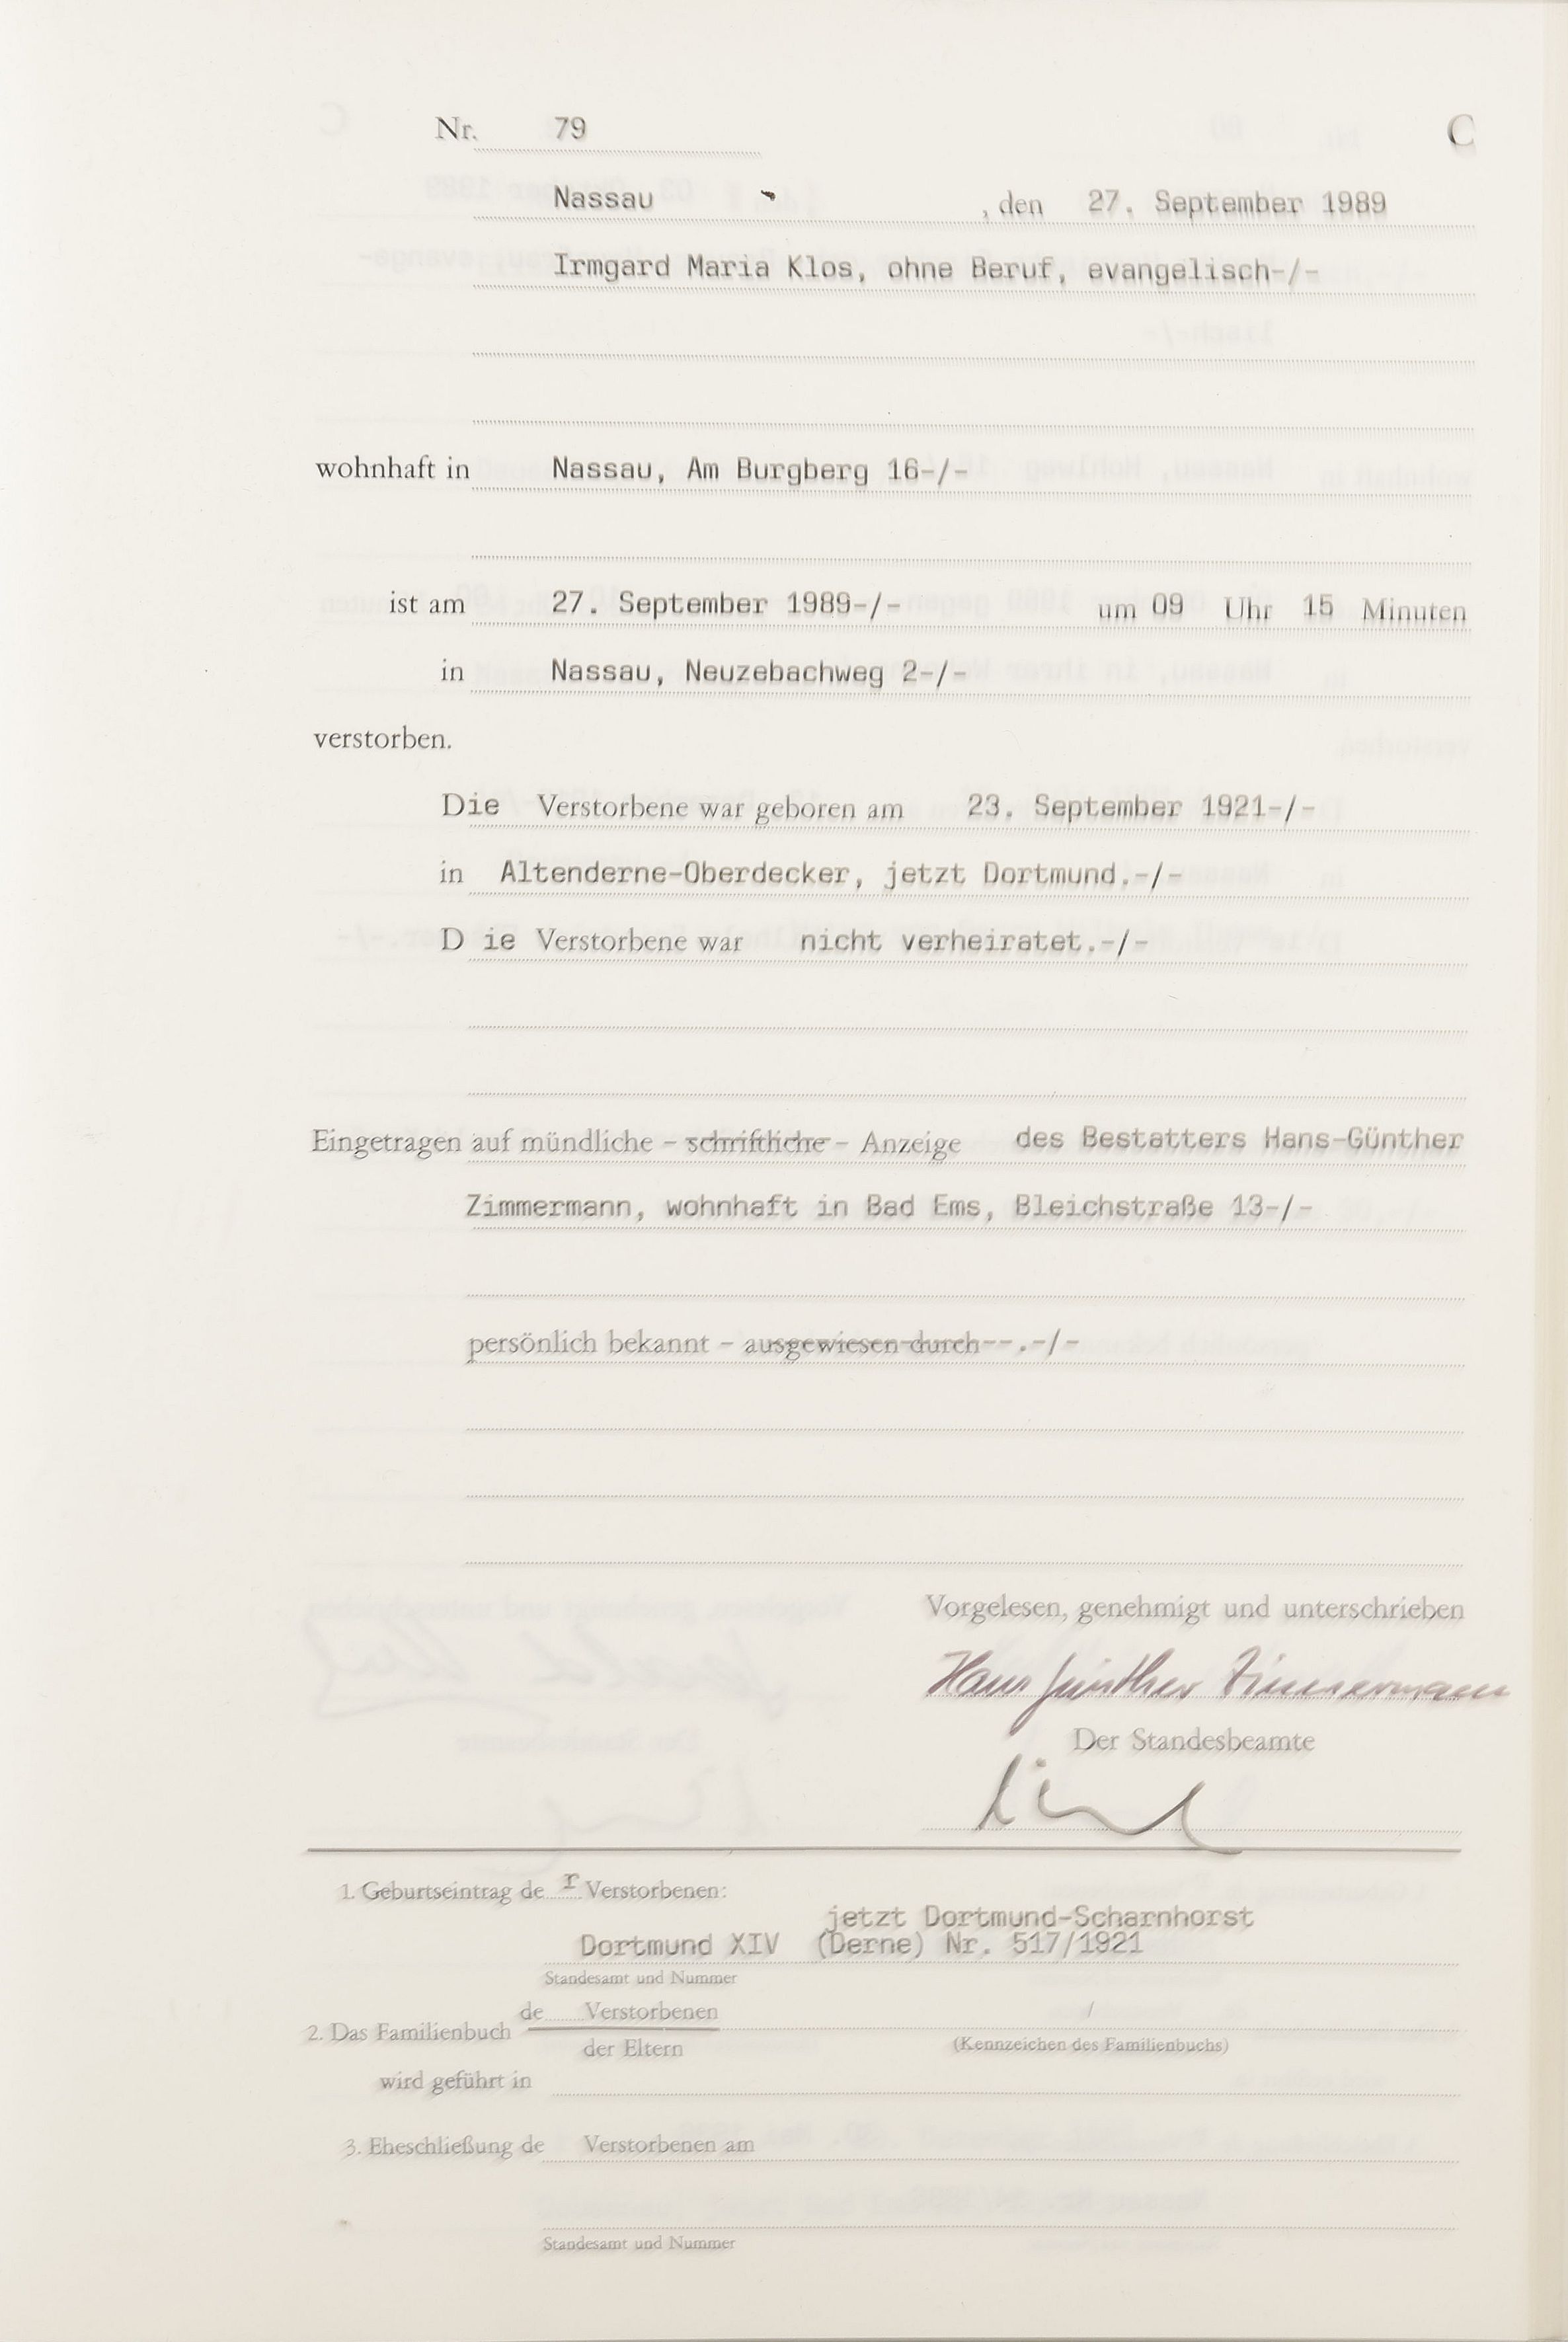 Nr. 79 C
Nassau , den 27. September 1989
Irmgard Maria Klos, ohne Beruf, evangelisch-/-
wohnhaft in Nassau, Am Burgberg 16-/-
ist am 27. September 1989-/- um 09 Uhr 15 Minuten
in Nassau, Neuzebachweg 2-/-
verstorben.
Die Verstorbene war geboren am 23. September 1921-/-
in Altenderne-Oberdecker, jetzt Dortmund.-/-
D ie Verstorbene war nicht verheiratet.-/-
Eingetragen auf mündliche - schriftliche - Anzeige des Bestatters Hans-Günther
Zimmermann, wohnhaft in Bad Ems, Bleichstraße 13-/-
persönlich bekannt - ausgewiesen durch--.-/-
Vorgelesen, genehmigt und unterschrieben
Hans Günther Zimmermann
Der Standesbeamte
1. Geburtseintrag de r Verstorbenen:
jetzt Dortmund-Scharnhorst
Dortmund XIV (Derne) Nr. 517/1921
Standesamt und Nummer
de Verstorbenen /
2. Das Familienbuch
der Eltern (Kennzeichen des Familienbuchs)
wird geführt in
3. Eheschließung de Verstorbenen am
Standesamt und Nummer